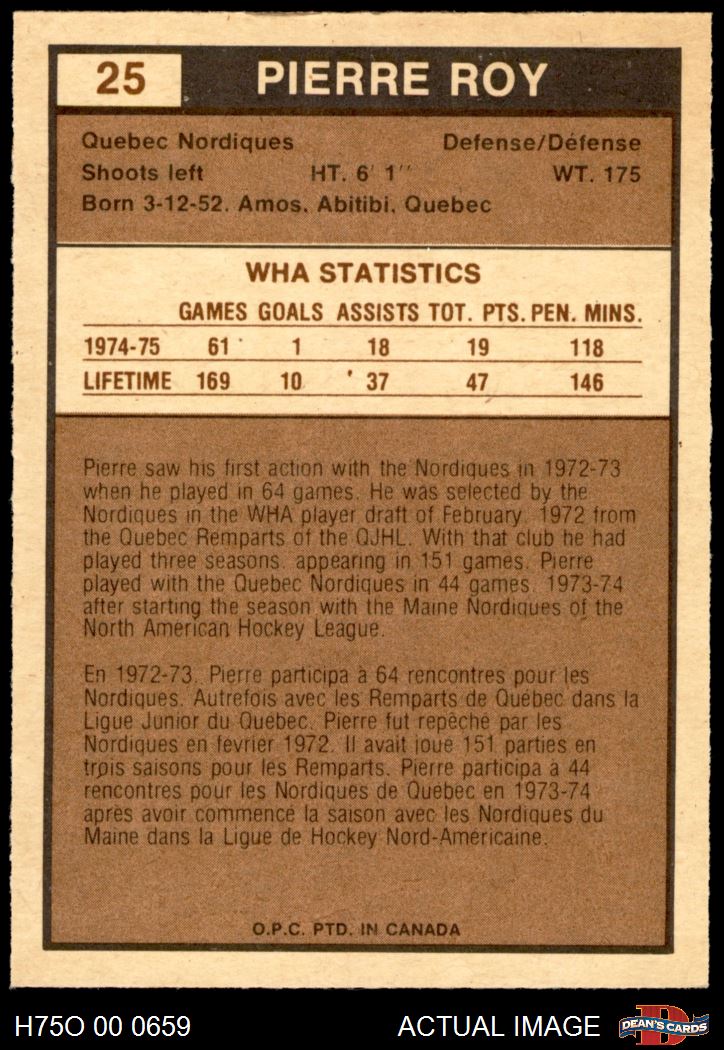 25 PIERRE ROY
Quebec Nordiques Defense/Défense
Shoots left HT. 6' 1'' WT. 175
Born 3-12-52. Amos, Abitibi, Quebec
WHA STATISTICS
GAMES GOALS ASSISTS TOT. PTS. PEN. MINS.
1974-75 61 1 18 19 118
LIFETIME 169 10 37 47 146
Pierre saw his first action with the Nordiques in 1972-73
when he played in 64 games. He was selected by the
Nordiques in the WHA player draft of February. 1972 from
the Quebec Remparts of the QJHL. With that club he had
played three seasons. appearing in 151 games. Pierre
played with the Quebec Nordiques in 44 games. 1973-74
after starting the season with the Maine Nordiques of the
North American Hockey League.
En 1972-73. Pierre participa à 64 rencontres pour les
Nordiques. Autrefois avec les Remparts de Québec dans la
Ligue Junior du Québec. Pierre fut repêché par les
Nordiques en février 1972. Il avait joué 151 parties en
trois saisons pour les Remparts. Pierre participa à 44
rencontres pour les Nordiques de Québec en 1973-74
après avoir commencé la saison avec les Nordiques du
Maine dans la Ligue de Hockey Nord-Américaine.
O.P.C. PTD. IN CANADA
H75O 00 0659 ACTUAL IMAGE D DEAN'S CARDS